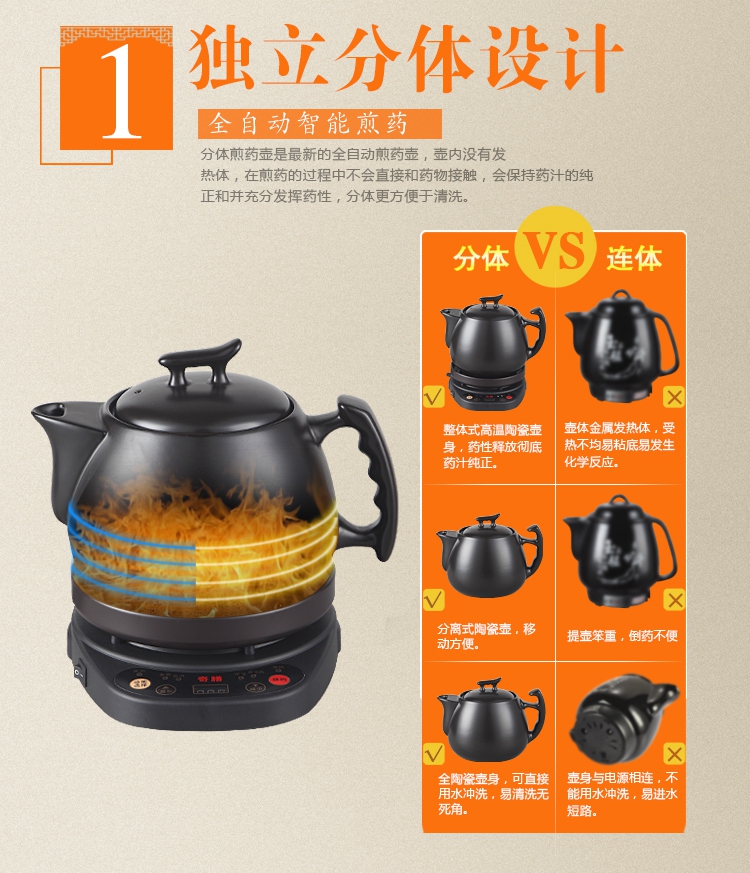 1
独立分体设计
全自动智能煎药
分体煎药壶是最新的全自动煎药壶，壶内没有发
热体，在煎药的过程中不会直接和药物接触，会保持药汁的纯
正和并充分发挥药性，分体更方便于清洗。
分体 VS 连体
整体式高温陶瓷壶
身，药性释放彻底
药汁纯正。
壶体金属发热体，受
热不均易粘底易发生
化学反应。
分离式陶瓷壶，移
动方便。
提壶笨重，倒药不便
全陶瓷壶身，可直接
用水冲洗，易清洗无
死角。
壶身与电源相连，不
能用水冲洗，易进水
短路。